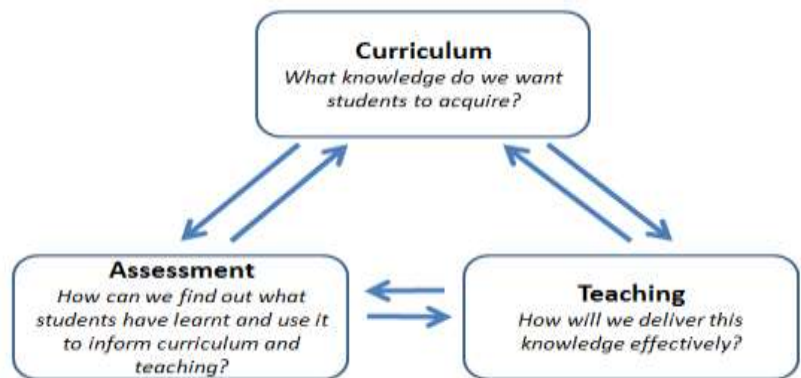 Curriculum
What knowledge do we want
students to acquire?
Assessment
How can we find out what
students have learnt and use it
to inform curriculum and
teaching?
Teaching
How will we deliver this
knowledge effectively?